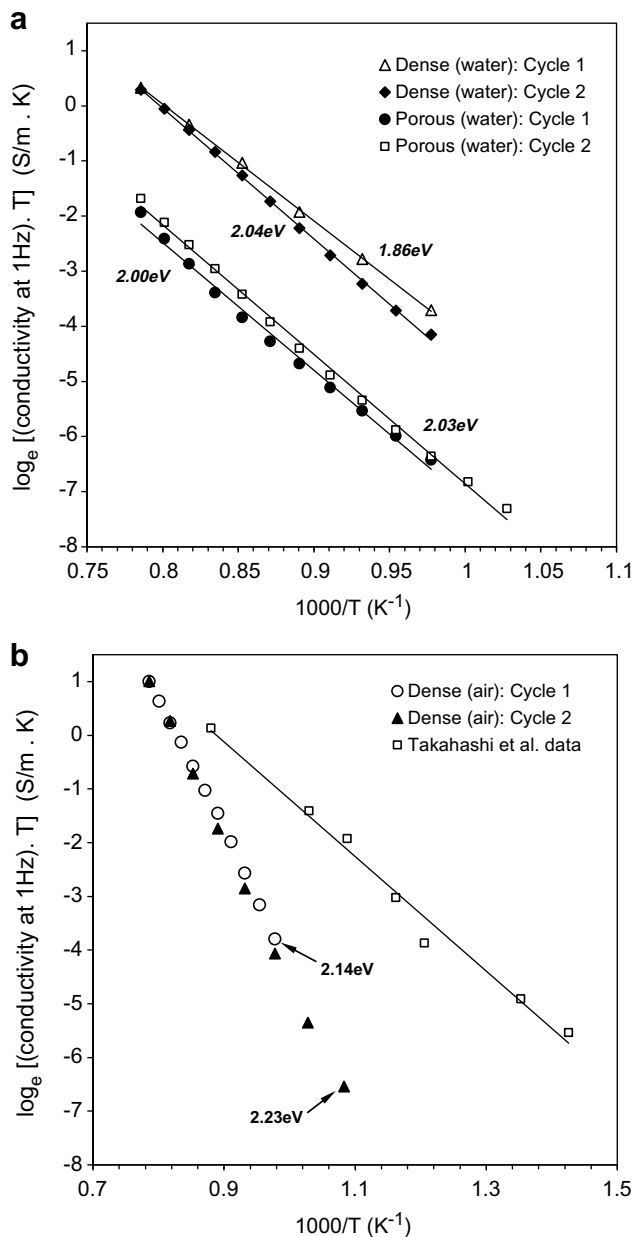 a
log_e [(conductivity at 1Hz). T] (S/m . K)
1
0
-1
-2
-3
-4
-5
-6
-7
-8
Dense (water): Cycle 1
Dense (water): Cycle 2
Porous (water): Cycle 1
Porous (water): Cycle 2
2.04eV
1.86eV
2.00eV
2.03eV
0.75 0.8 0.85 0.9 0.95 1 1.05 1.1
1000/T (K⁻¹)
b
log_e [(conductivity at 1Hz). T] (S/m . K)
1
0
-1
-2
-3
-4
-5
-6
-7
-8
Dense (air): Cycle 1
Dense (air): Cycle 2
Takahashi et al. data
2.14eV
2.23eV
0.7 0.9 1.1 1.3 1.5
1000/T (K⁻¹)